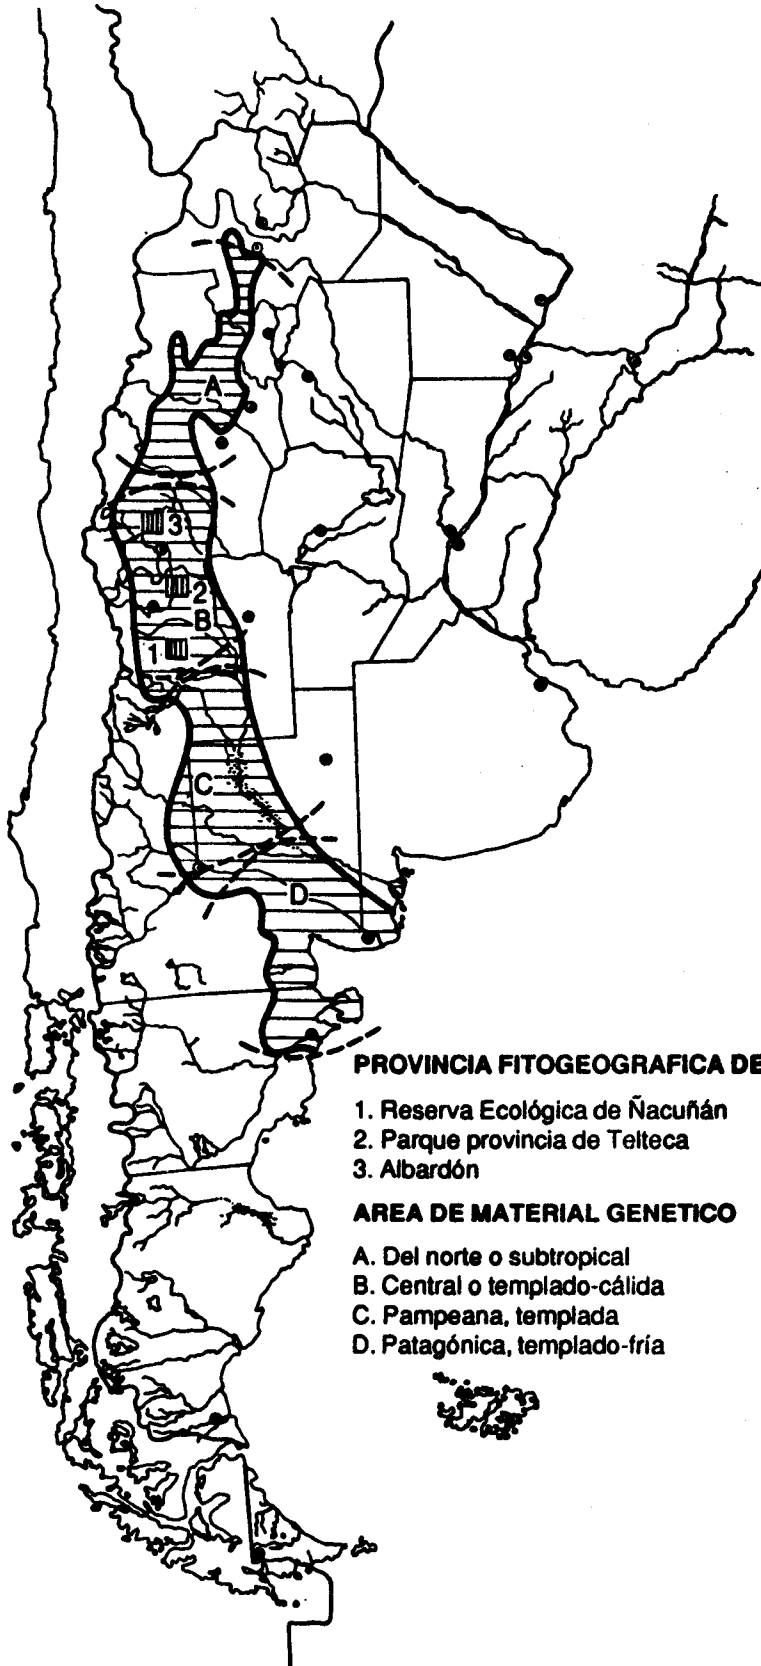 A
3
2
B
1
C
D
PROVINCIA FITOGEOGRAFICA DE
1. Reserva Ecológica de Ñacuñán
2. Parque provincia de Telteca
3. Albardón
AREA DE MATERIAL GENETICO
A. Del norte o subtropical
B. Central o templado-cálida
C. Pampeana, templada
D. Patagónica, templado-fría